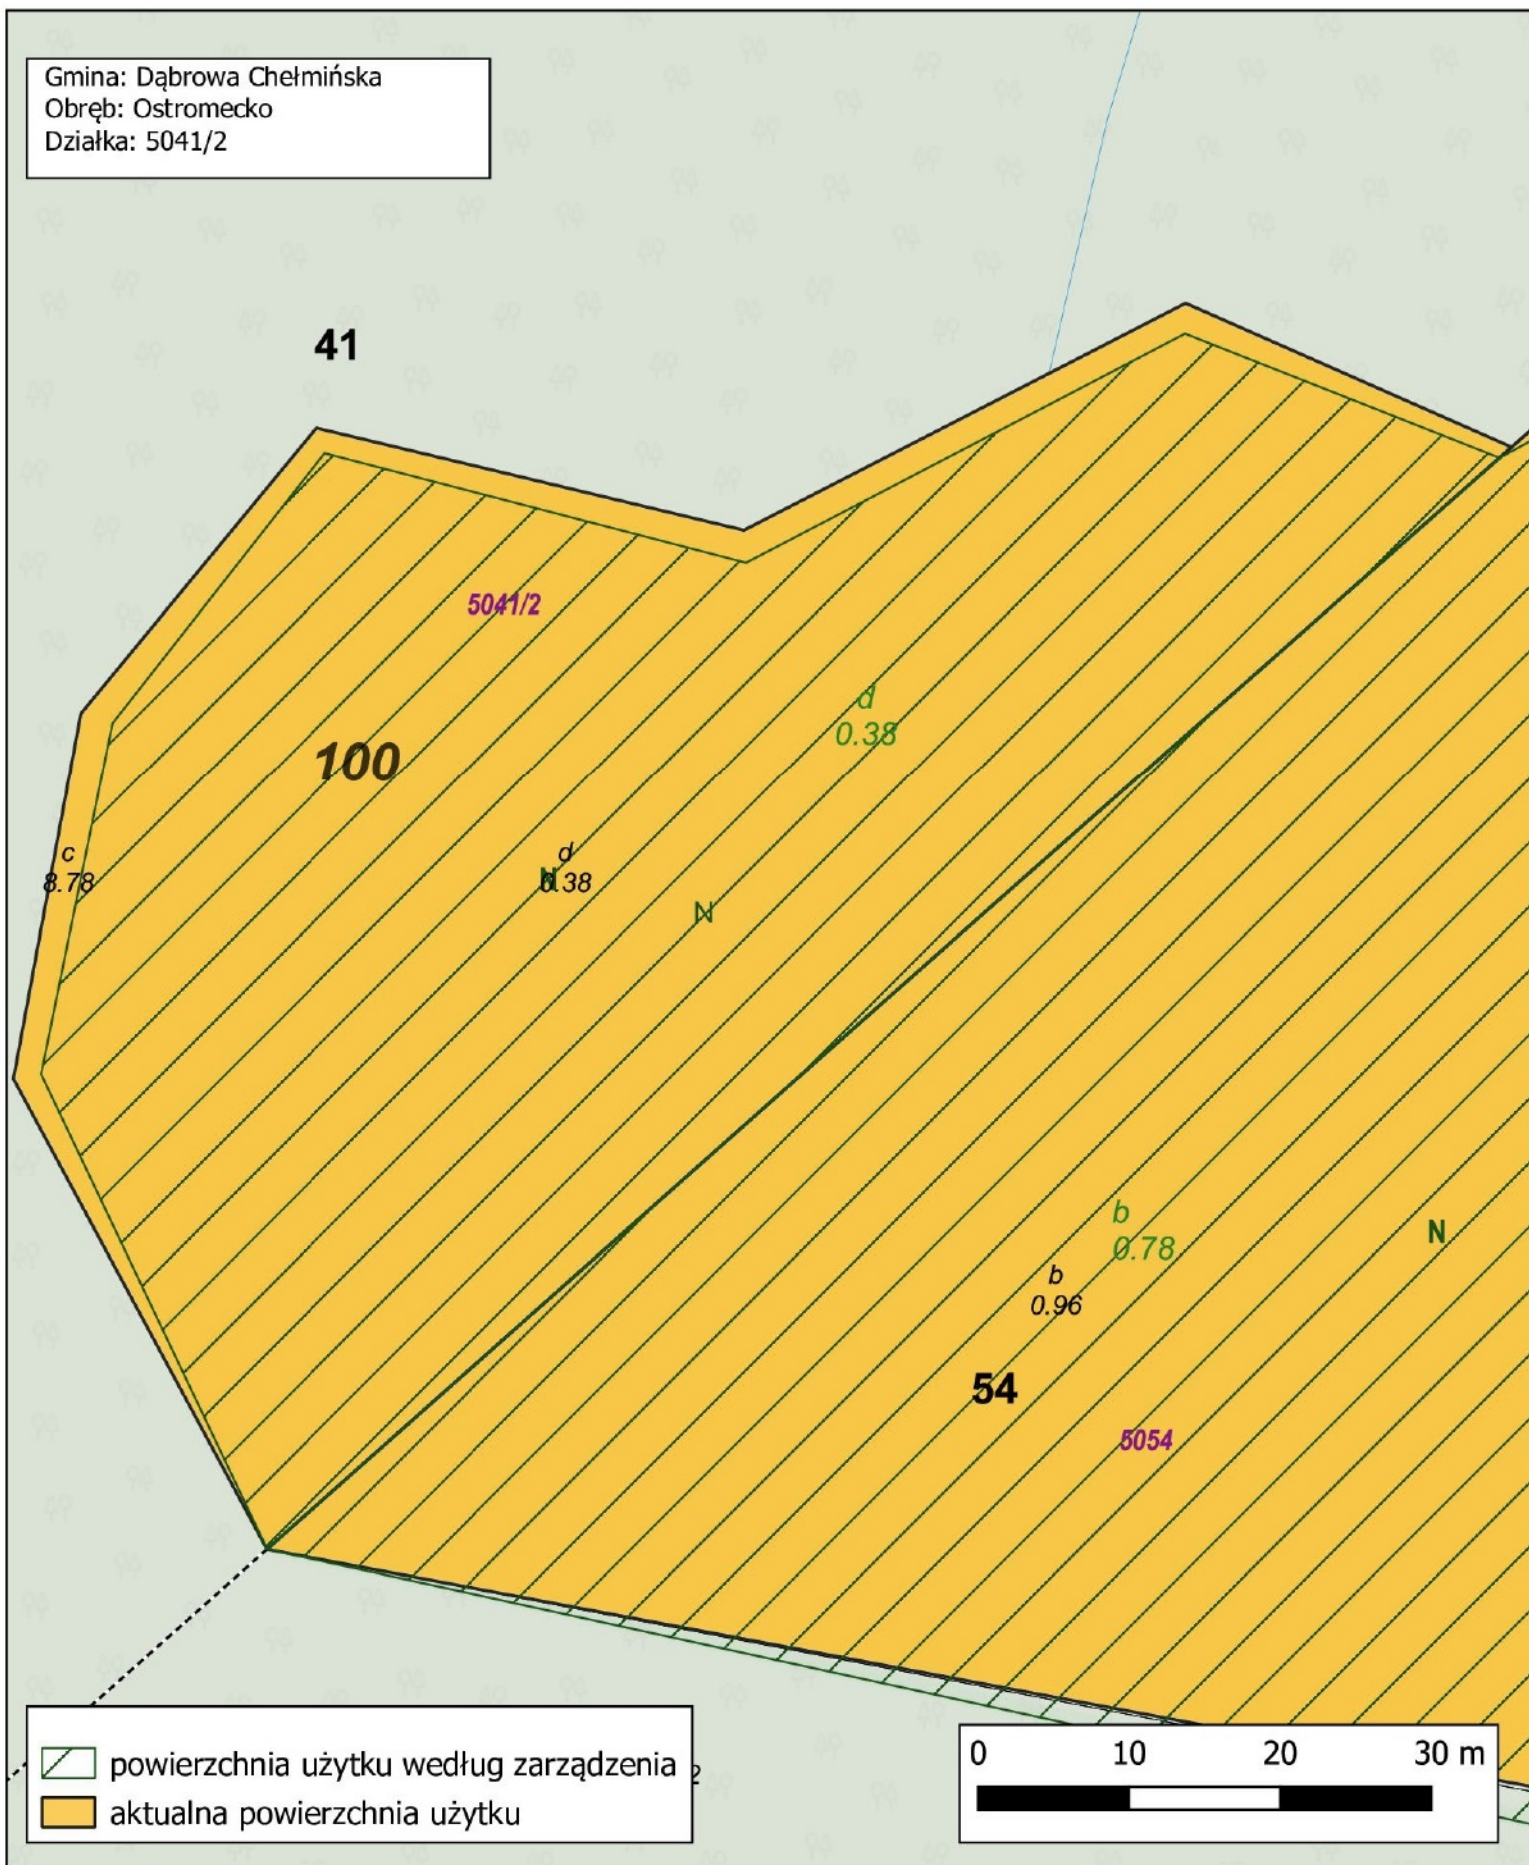 Gmina: Dąbrowa Chełmińska
Obręb: Ostromecko
Działka: 5041/2
41
5041/2
d
0.38
100
c
8.78
d
0.38
N
N
b
0.78
N
b
0.96
54
5054
powierzchnia użytku według zarządzenia
2
aktualna powierzchnia użytku
0 10 20 30 m